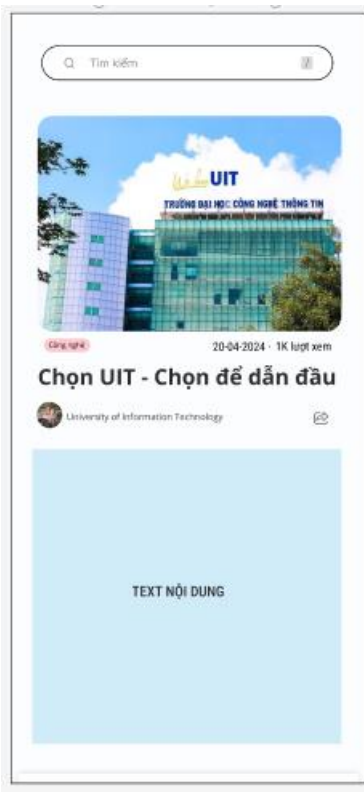 Tìm kiếm /
UIT
TRƯỜNG ĐẠI HỌC CÔNG NGHỆ THÔNG TIN
Công nghệ
20-04-2024 · 1K lượt xem
Chọn UIT - Chọn để dẫn đầu
University of Information Technology
TEXT NỘI DUNG